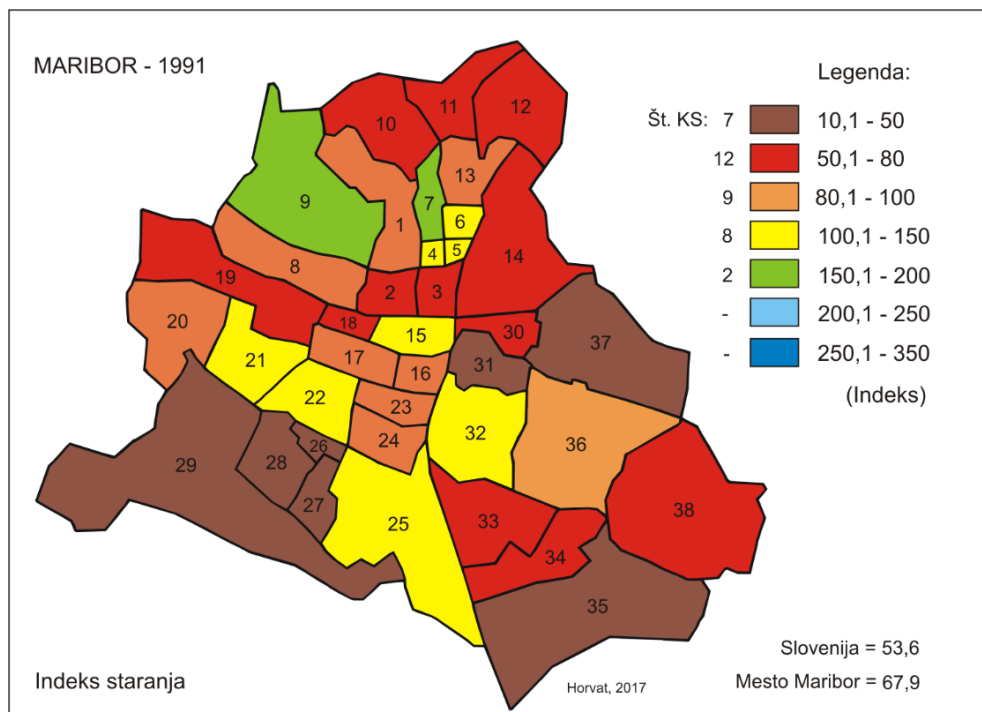 MARIBOR - 1991
Legenda:
Št. KS: 7 10,1 - 50
12 50,1 - 80
9 80,1 - 100
8 100,1 - 150
2 150,1 - 200
- 200,1 - 250
- 250,1 - 350
(Indeks)
11
12
10
13
9
7
1
6
4
5
8
14
19
2
3
18
15
30
20
37
17
16
31
21
22
23
32
36
24
26
29
28
27
25
33
38
34
35
Slovenija = 53,6
Indeks staranja
Horvat, 2017
Mesto Maribor = 67,9